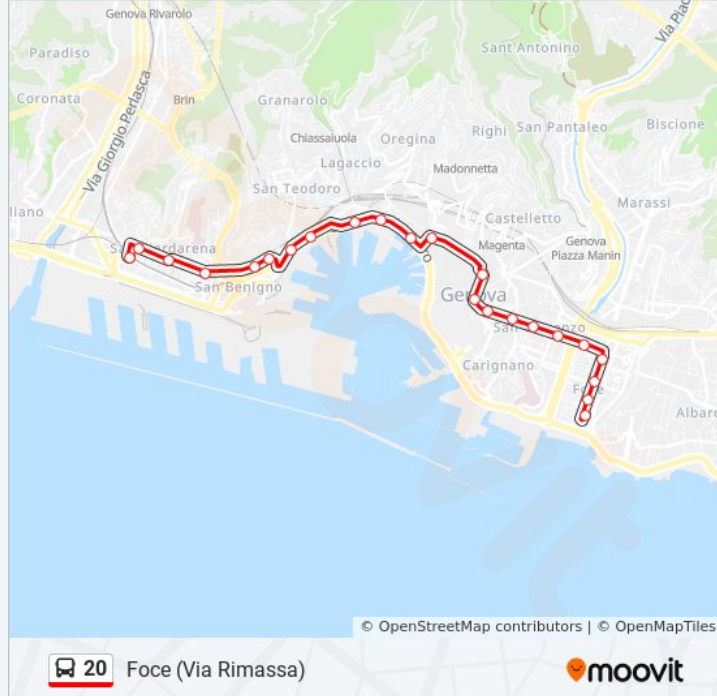 Genova Rivarolo
Paradiso
Sant'Antonino
Via Piac
Coronata
Brin
Granarolo
Via Giorgio Perlasca
Chiassaiuola
Oregina
Righi
San Pantaleo
Biscione
Lagaccio
Madonnetta
San Teodoro
Marassi
Castelletto
liano
Magenta
Genova
Piazza Manin
San Benigno
Genova
Carignano
Albaro
© OpenStreetMap contributors | © OpenMapTiles
20
Foce (Via Rimassa)
moovit